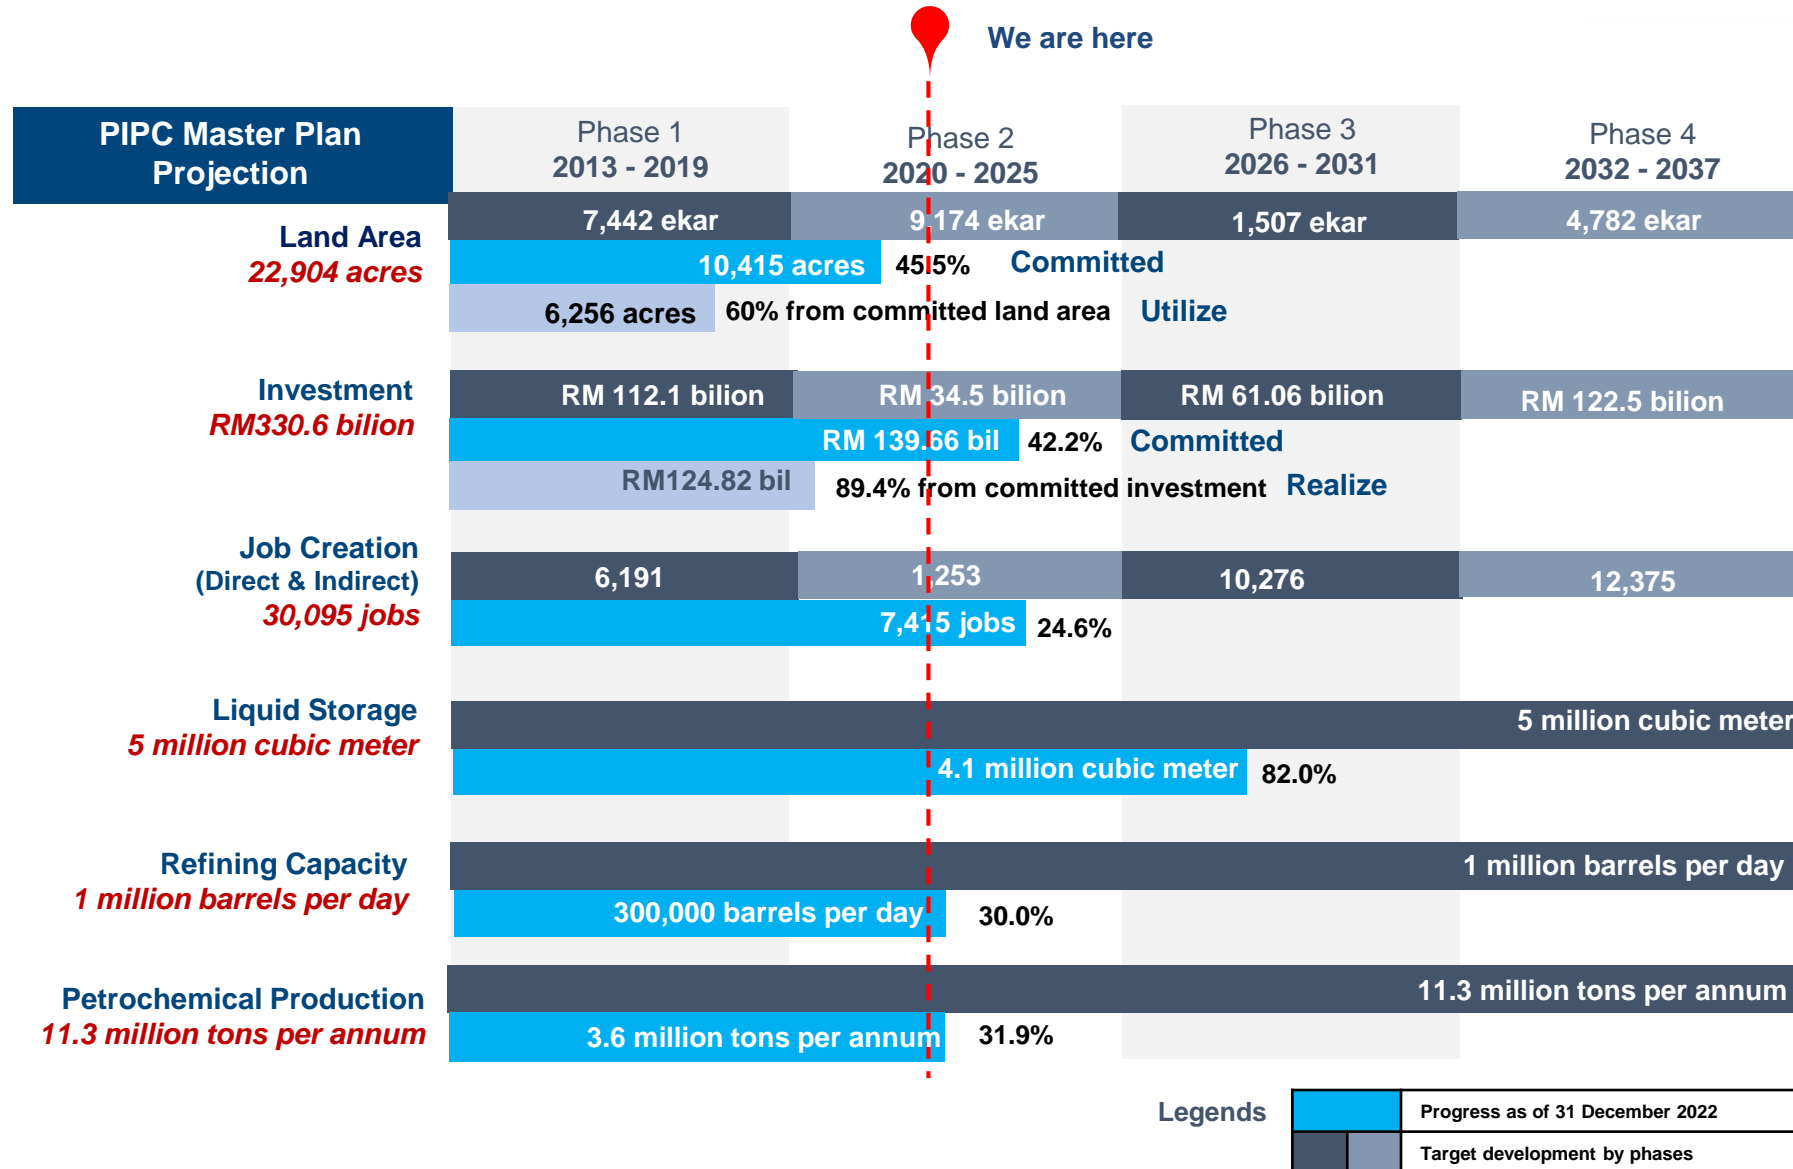 We are here
PIPC Master Plan
Projection
Phase 1
2013 - 2019
Phase 2
2020 - 2025
Phase 3
2026 - 2031
Phase 4
2032 - 2037
Land Area
22,904 acres
7,442 ekar
9,174 ekar
1,507 ekar
4,782 ekar
10,415 acres
45.5%
Committed
6,256 acres
60% from committed land area
Utilize
Investment
RM330.6 bilion
RM 112.1 bilion
RM 34.5 bilion
RM 61.06 bilion
RM 122.5 bilion
RM 139.66 bil
42.2%
Committed
RM124.82 bil
89.4% from committed investment
Realize
Job Creation
(Direct & Indirect)
30,095 jobs
6,191
1,253
10,276
12,375
7,415 jobs
24.6%
Liquid Storage
5 million cubic meter
5 million cubic meter
4.1 million cubic meter
82.0%
Refining Capacity
1 million barrels per day
1 million barrels per day
300,000 barrels per day
30.0%
Petrochemical Production
11.3 million tons per annum
11.3 million tons per annum
3.6 million tons per annum
31.9%
Legends
Progress as of 31 December 2022
Target development by phases